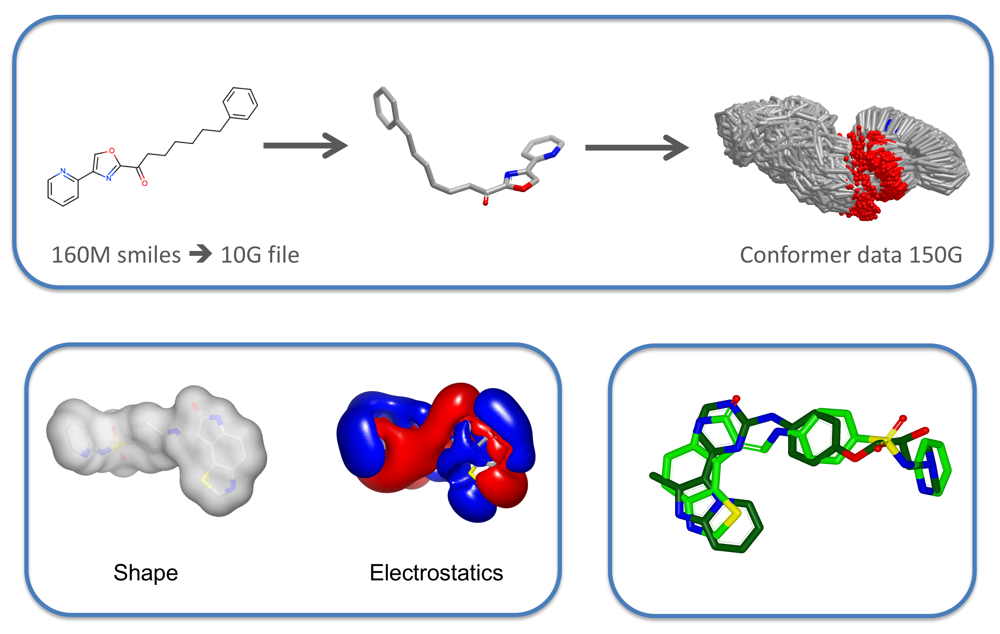 O
N
N
O
160M smiles ➔ 10G file
Conformer data 150G
Shape
Electrostatics